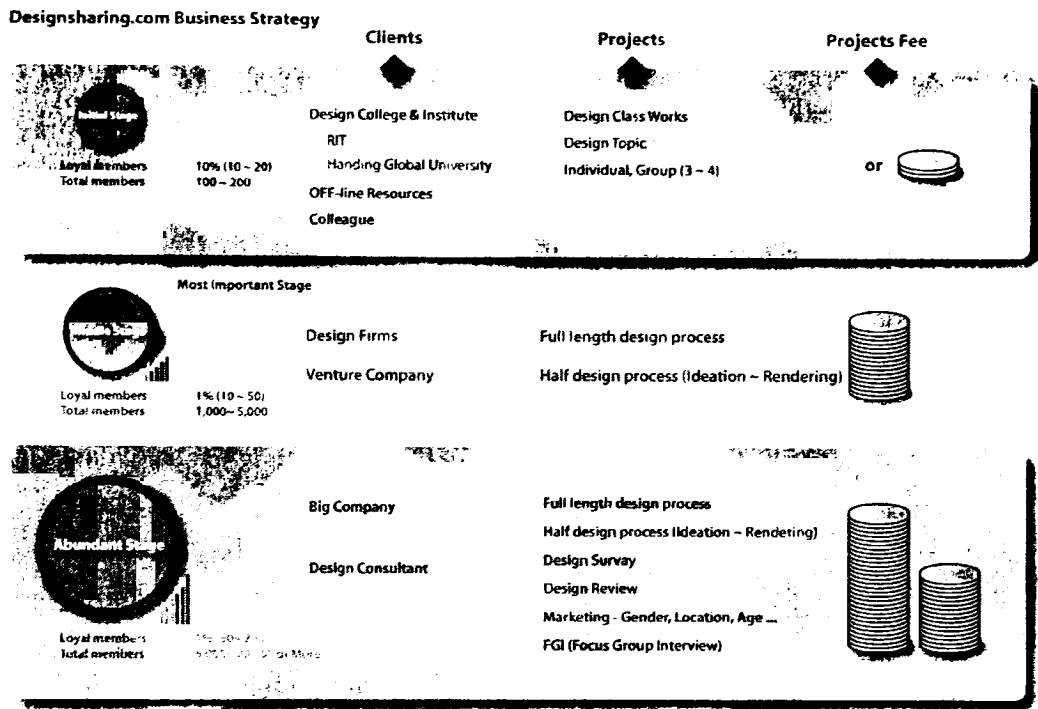 Designsharing.com Business Strategy
Clients
Projects
Projects Fee
Initial Stage
Loyal members 10% (10 ~ 20)
Total members 100 ~ 200
Design College & Institute
RIT
Handing Global University
OFF-line Resources
Colleague
Design Class Works
Design Topic
Individual, Group (3 ~ 4)
or
Most Important Stage
Loyal members 1% (10 ~ 50)
Total members 1,000~ 5,000
Design Firms
Venture Company
Full length design process
Half design process (Ideation ~ Rendering)
Abundant Stage
Loyal members
Total members
Big Company
Design Consultant
Full length design process
Half design process (Ideation ~ Rendering)
Design Survay
Design Review
Marketing - Gender, Location, Age ...
FGI (Focus Group Interview)